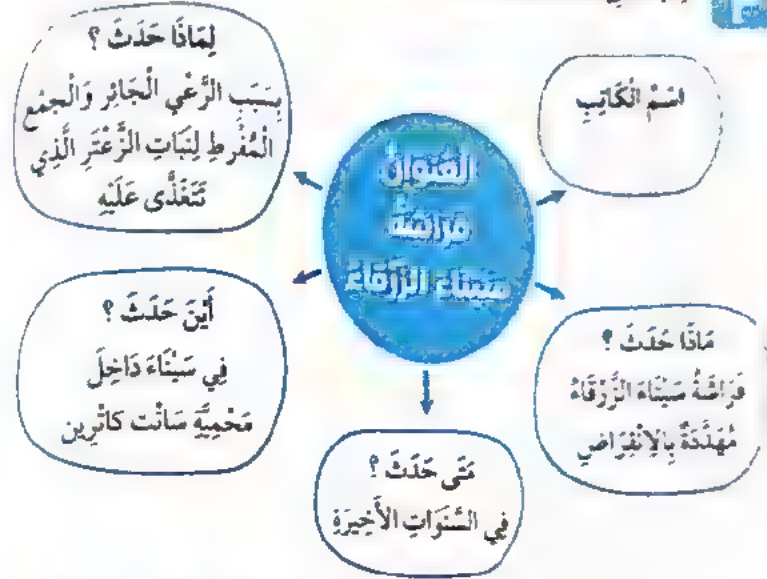 لِمَاذَا حَدَثَ ؟
بِسَبَبِ الرَّعْيِ الْجَائِرِ وَالْجَمْعِ
الْمُفْرِطِ لِنَبَاتِ الزَّعْتَرِ الَّذِي
تَتَغَذَّى عَلَيْهِ
اسْمُ الْكَاتِبِ
الْعُنْوَانُ
فَرَاشَةُ
سَيْنَاءَ الزَّرْقَاءُ
أَيْنَ حَدَثَ ؟
فِي سَيْنَاءَ دَاخِلَ
مَحْمِيَّةِ سَانْت كَاتْرِين
مَاذَا حَدَثَ ؟
فَرَاشَةُ سَيْنَاءَ الزَّرْقَاءُ
مُهَدَّدَةٌ بِالِانْقِرَاضِ
مَتَى حَدَثَ ؟
فِي السَّنَوَاتِ الْأَخِيرَةِ